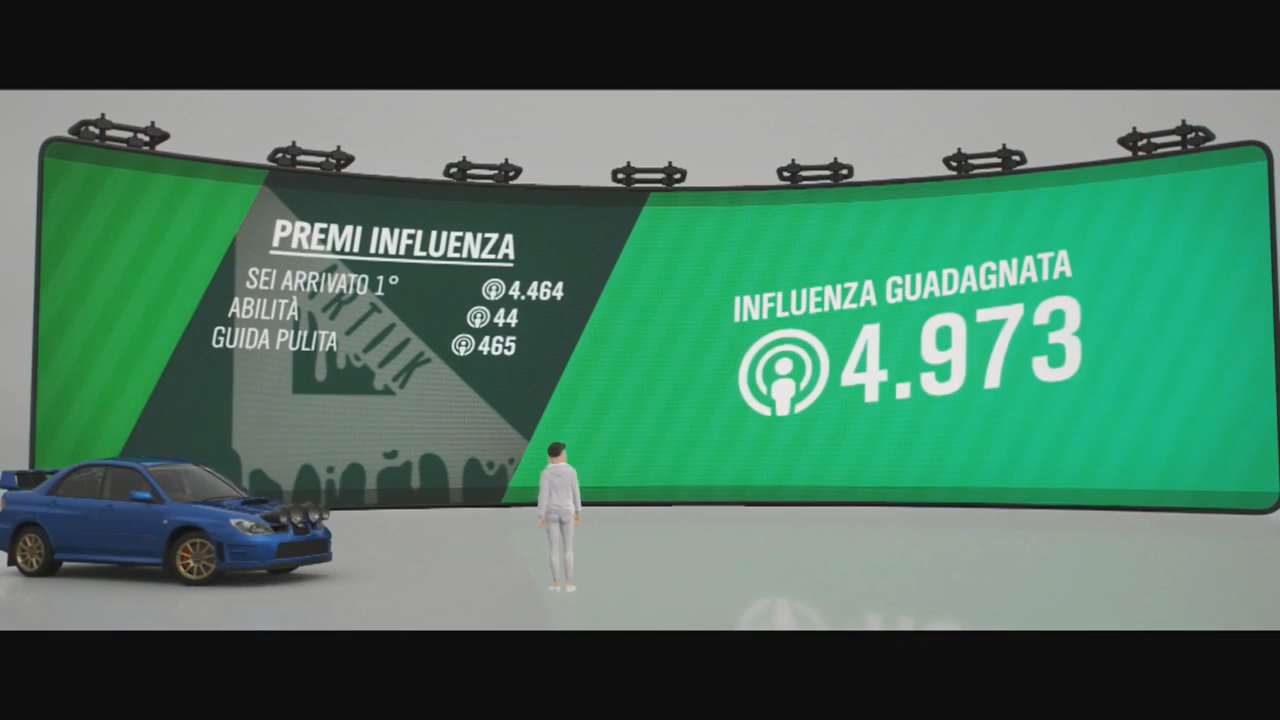 PREMI INFLUENZA
SEI ARRIVATO 1° 4.464
ABILITÀ 44
GUIDA PULITA 465
INFLUENZA GUADAGNATA
4.973